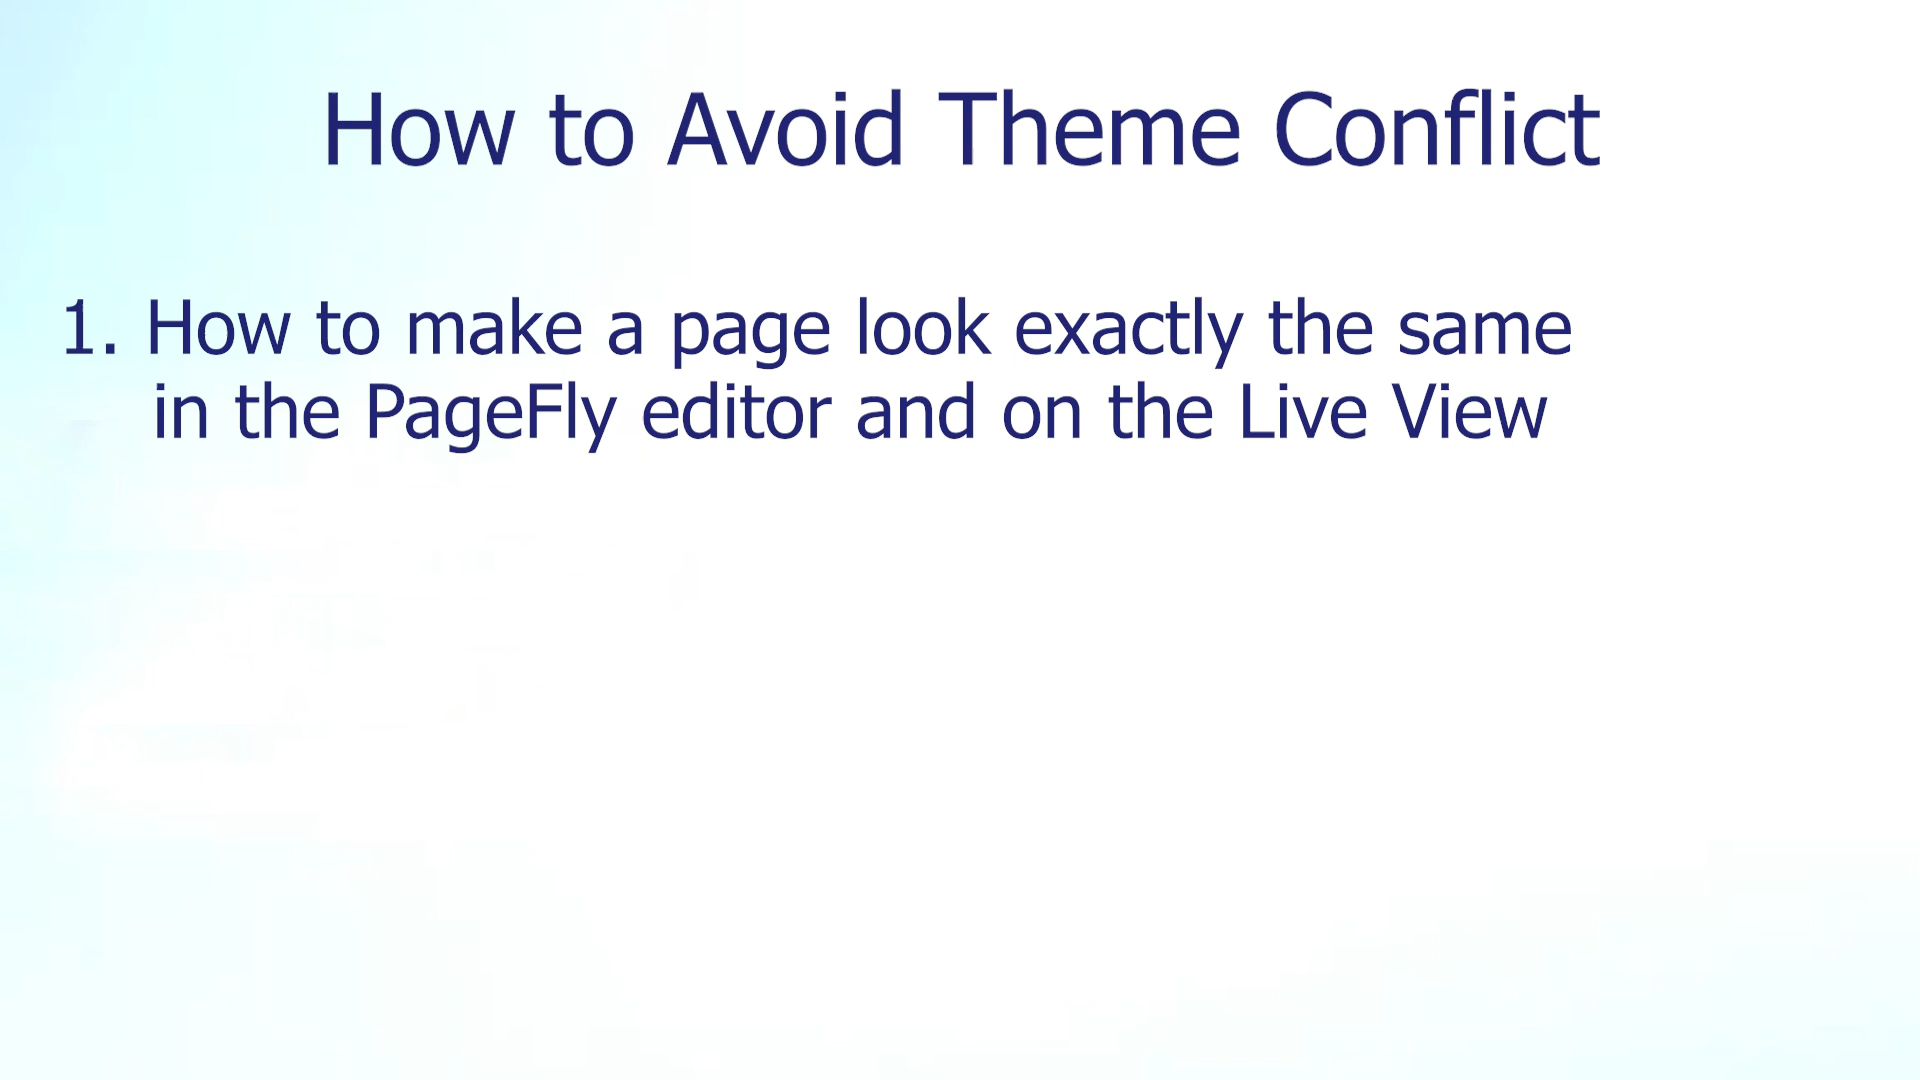 How to Avoid Theme Conflict
1. How to make a page look exactly the same
in the PageFly editor and on the Live View